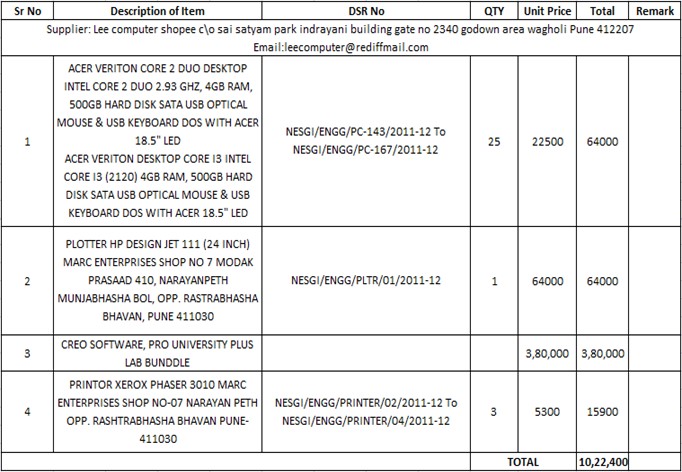 Sr No Description of Item DSR No QTY Unit Price Total Remark
Supplier: Lee computer shopee c\o sai satyam park indrayani building gate no 2340 godown area wagholi Pune 412207
Email:leecomputer@rediffmail.com
1
ACER VERITON CORE 2 DUO DESKTOP
INTEL CORE 2 DUO 2.93 GHZ, 4GB RAM,
500GB HARD DISK SATA USB OPTICAL
MOUSE & USB KEYBOARD DOS WITH ACER
18.5" LED
ACER VERITON DESKTOP CORE I3 INTEL
CORE I3 (2120) 4GB RAM, 500GB HARD
DISK SATA USB OPTICAL MOUSE & USB
KEYBOARD DOS WITH ACER 18.5" LED
NESGI/ENGG/PC-143/2011-12 To
NESGI/ENGG/PC-167/2011-12
25 22500 64000
2
PLOTTER HP DESIGN JET 111 (24 INCH)
MARC ENTERPRISES SHOP NO 7 MODAK
PRASAAD 410, NARAYANPETH
MUNJABHASHA BOL, OPP. RASTRABHASHA
BHAVAN, PUNE 411030
NESGI/ENGG/PLTR/01/2011-12
1 64000 64000
3
CREO SOFTWARE, PRO UNIVERSITY PLUS
LAB BUNDDLE
3,80,000 3,80,000
4
PRINTOR XEROX PHASER 3010 MARC
ENTERPRISES SHOP NO-07 NARAYAN PETH
OPP. RASHTRABHASHA BHAVAN PUNE-
411030
NESGI/ENGG/PRINTER/02/2011-12 To
NESGI/ENGG/PRINTER/04/2011-12
3 5300 15900
TOTAL 10,22,400